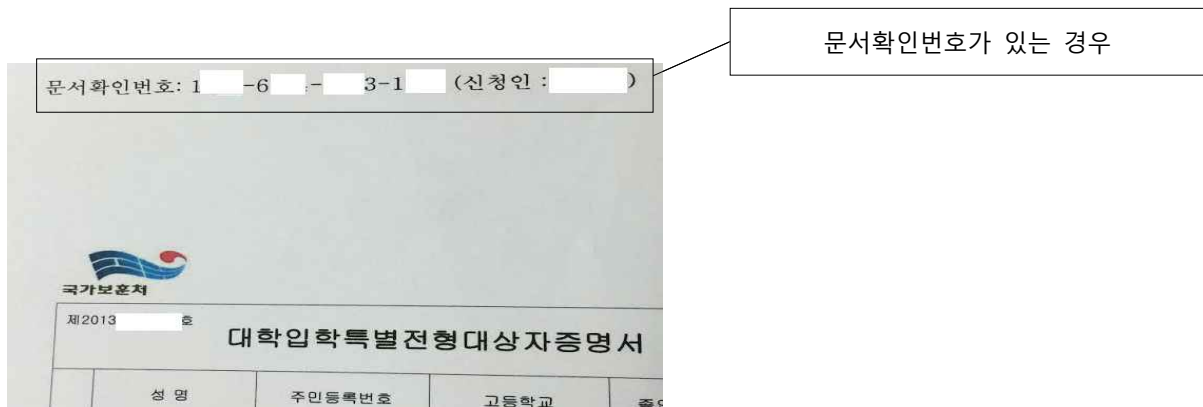 문서확인번호가 있는 경우
문서확인번호: 1 -6 - 3-1 (신청인 : )
국가보훈처
제2013 호
대학입학특별전형대상자증명서
성 명 주민등록번호 고등학교